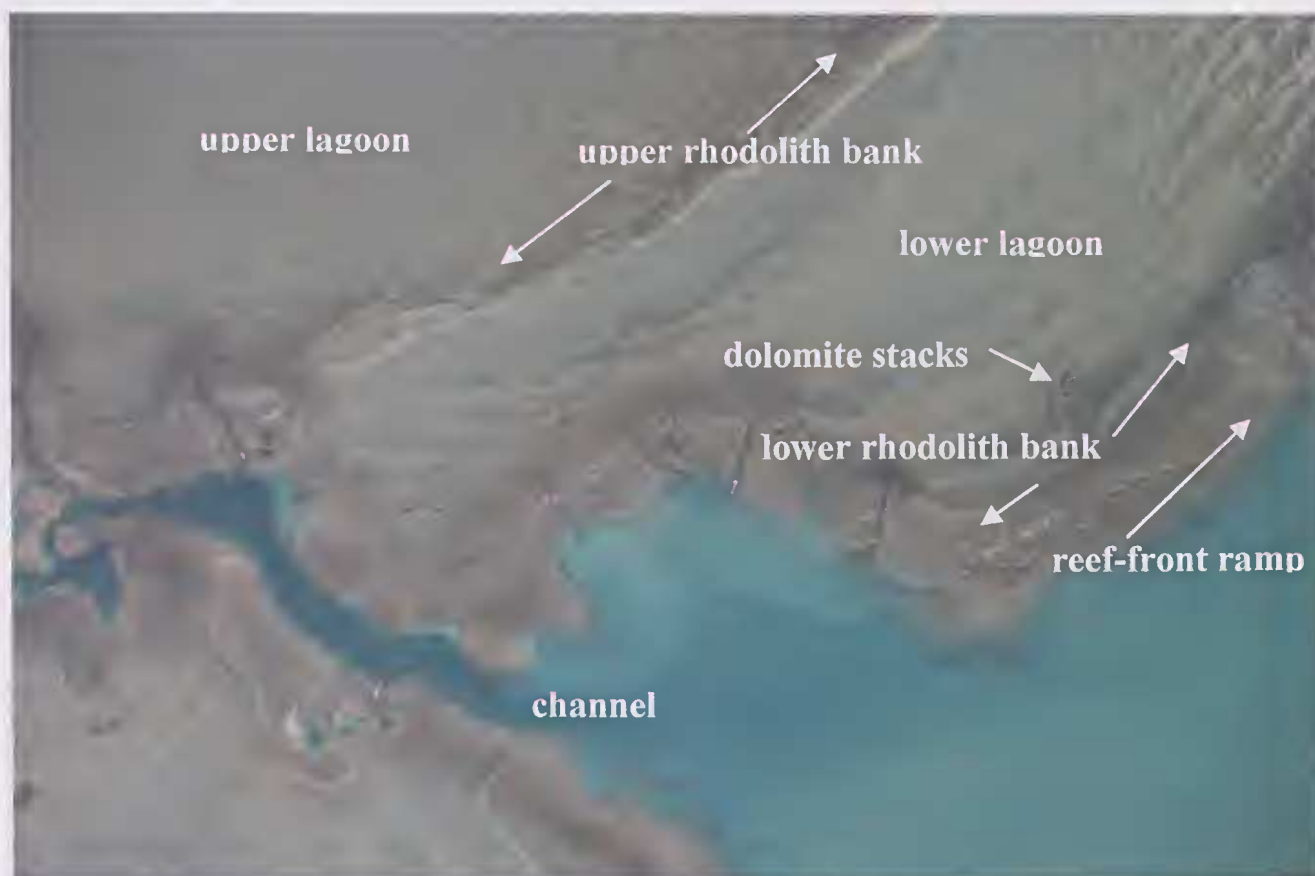 upper lagoon
upper rhodolith bank
lower lagoon
dolomite stacks
lower rhodolith bank
reef-front ramp
channel